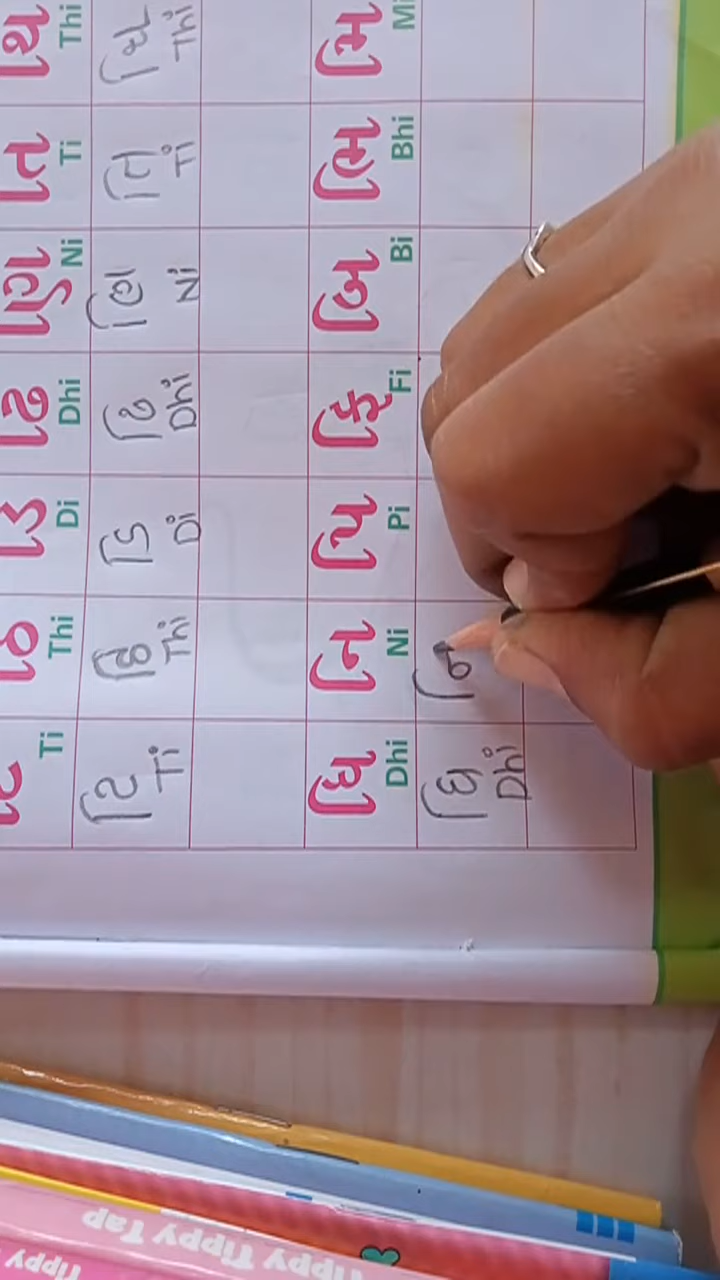 ટિ ઠિ ડિ ઢિ ણિ તિ થિ
Ti Thi Di Dhi Ni Ti Thi
ટિ ઠિ ડિ ઢિ ણિ તિ થિ
Ti Thi Di Dhi Ni Ti Thi
ધિ નિ પિ ફિ બિ ભિ મિ
Dhi Ni Pi Fi Bi Bhi Mi
ધિ
Dhi
Tippy Tippy Tap